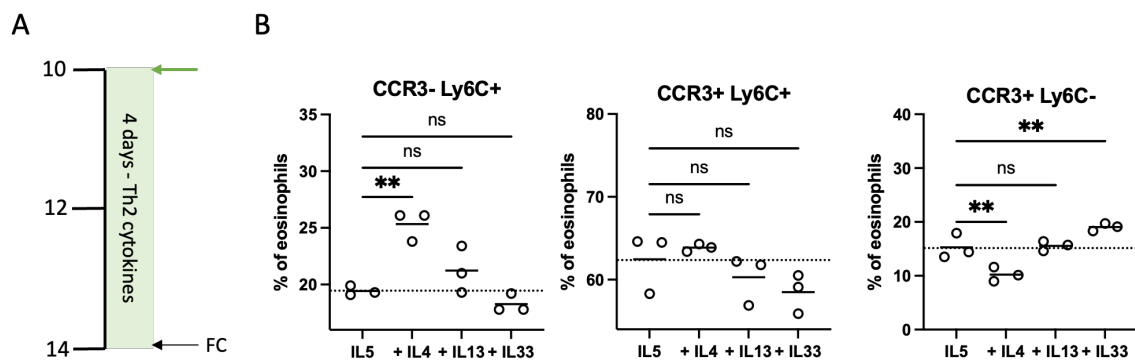 A
10
12
14
4 days - Th2 cytokines
FC
B
CCR3- Ly6C+
% of eosinophils
35
30
25
20
ns
ns
**
IL5 + IL4 + IL13 + IL33
CCR3+ Ly6C+
% of eosinophils
80
70
60
ns
ns
ns
IL5 + IL4 + IL13 + IL33
CCR3+ Ly6C-
% of eosinophils
40
30
20
10
0
**
ns
**
IL5 + IL4 + IL13 + IL33